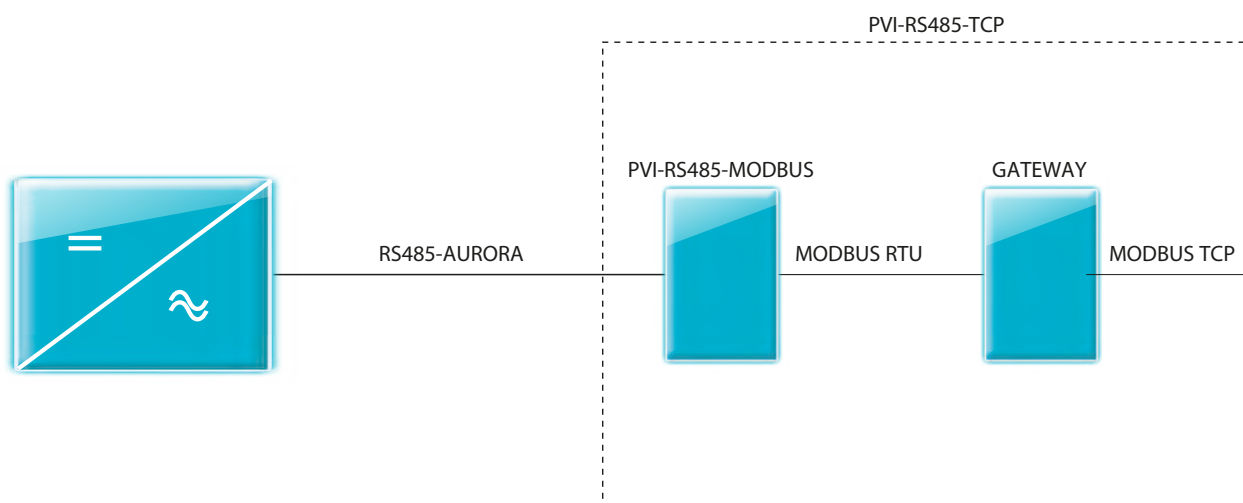 PVI-RS485-TCP
PVI-RS485-MODBUS
GATEWAY
RS485-AURORA
MODBUS RTU
MODBUS TCP